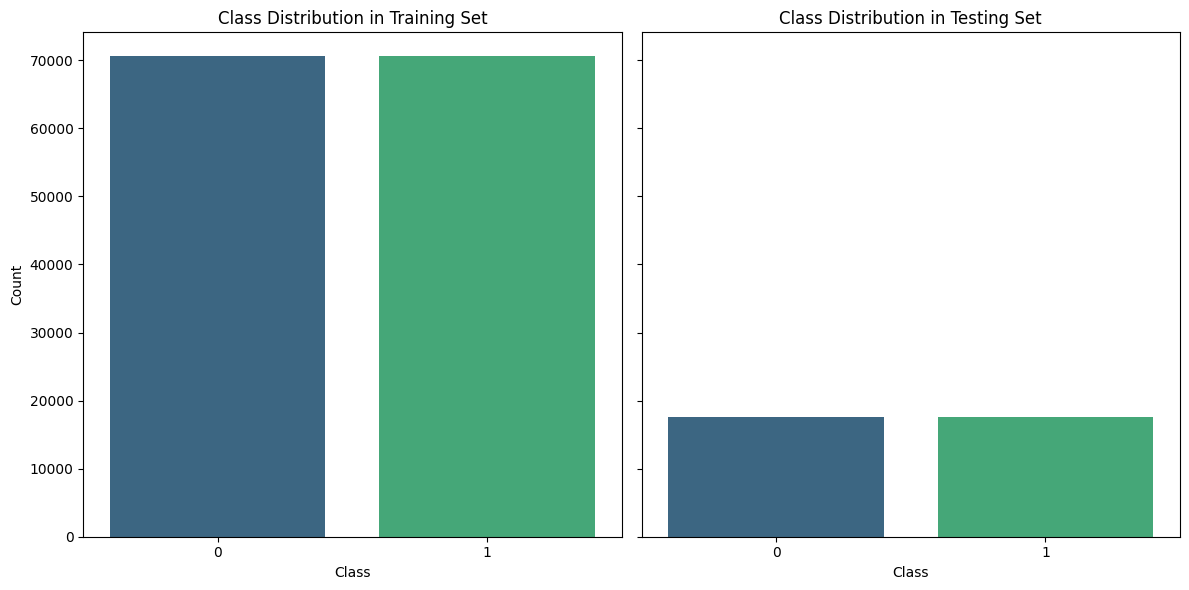 Class Distribution in Training Set
Class Distribution in Testing Set
70000
60000
50000
40000
30000
20000
10000
0
Count
0
1
Class
0
1
Class